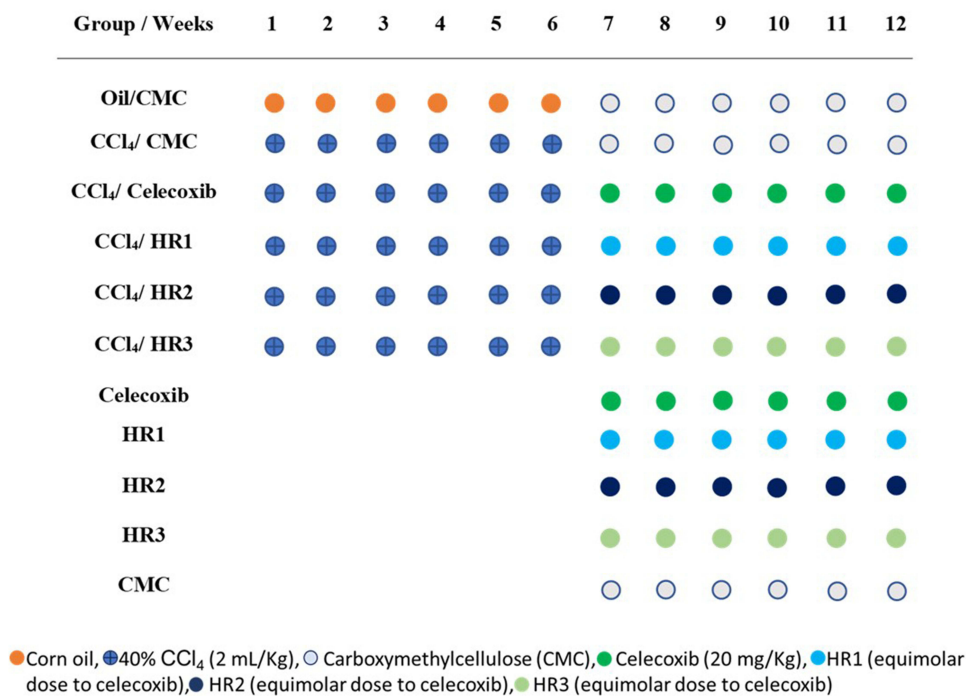 Group / Weeks 1 2 3 4 5 6 7 8 9 10 11 12
Oil/CMC
CCl₄/ CMC
CCl₄/ Celecoxib
CCl₄/ HR1
CCl₄/ HR2
CCl₄/ HR3
Celecoxib
HR1
HR2
HR3
CMC
Corn oil, 40% CCl₄ (2 mL/Kg), Carboxymethylcellulose (CMC), Celecoxib (20 mg/Kg), HR1 (equimolar
dose to celecoxib), HR2 (equimolar dose to celecoxib), HR3 (equimolar dose to celecoxib)